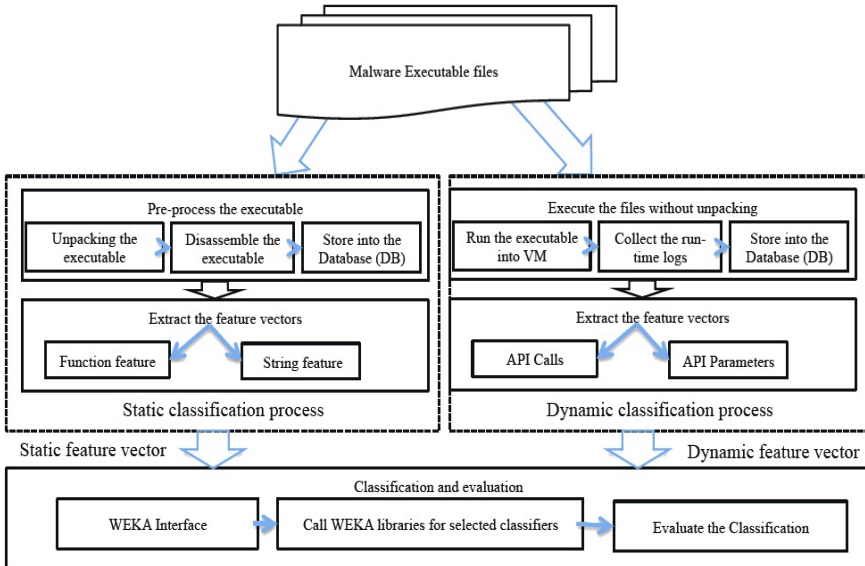 Malware Executable files
Pre-process the executable
Unpacking the
executable
Disassemble the
executable
Store into the
Database (DB)
Extract the feature vectors
Function feature
String feature
Static classification process
Execute the files without unpacking
Run the executable
into VM
Collect the run-
time logs
Store into the
Database (DB)
Extract the feature vectors
API Calls
API Parameters
Dynamic classification process
Static feature vector
Dynamic feature vector
Classification and evaluation
WEKA Interface
Call WEKA libraries for selected classifiers
Evaluate the Classification